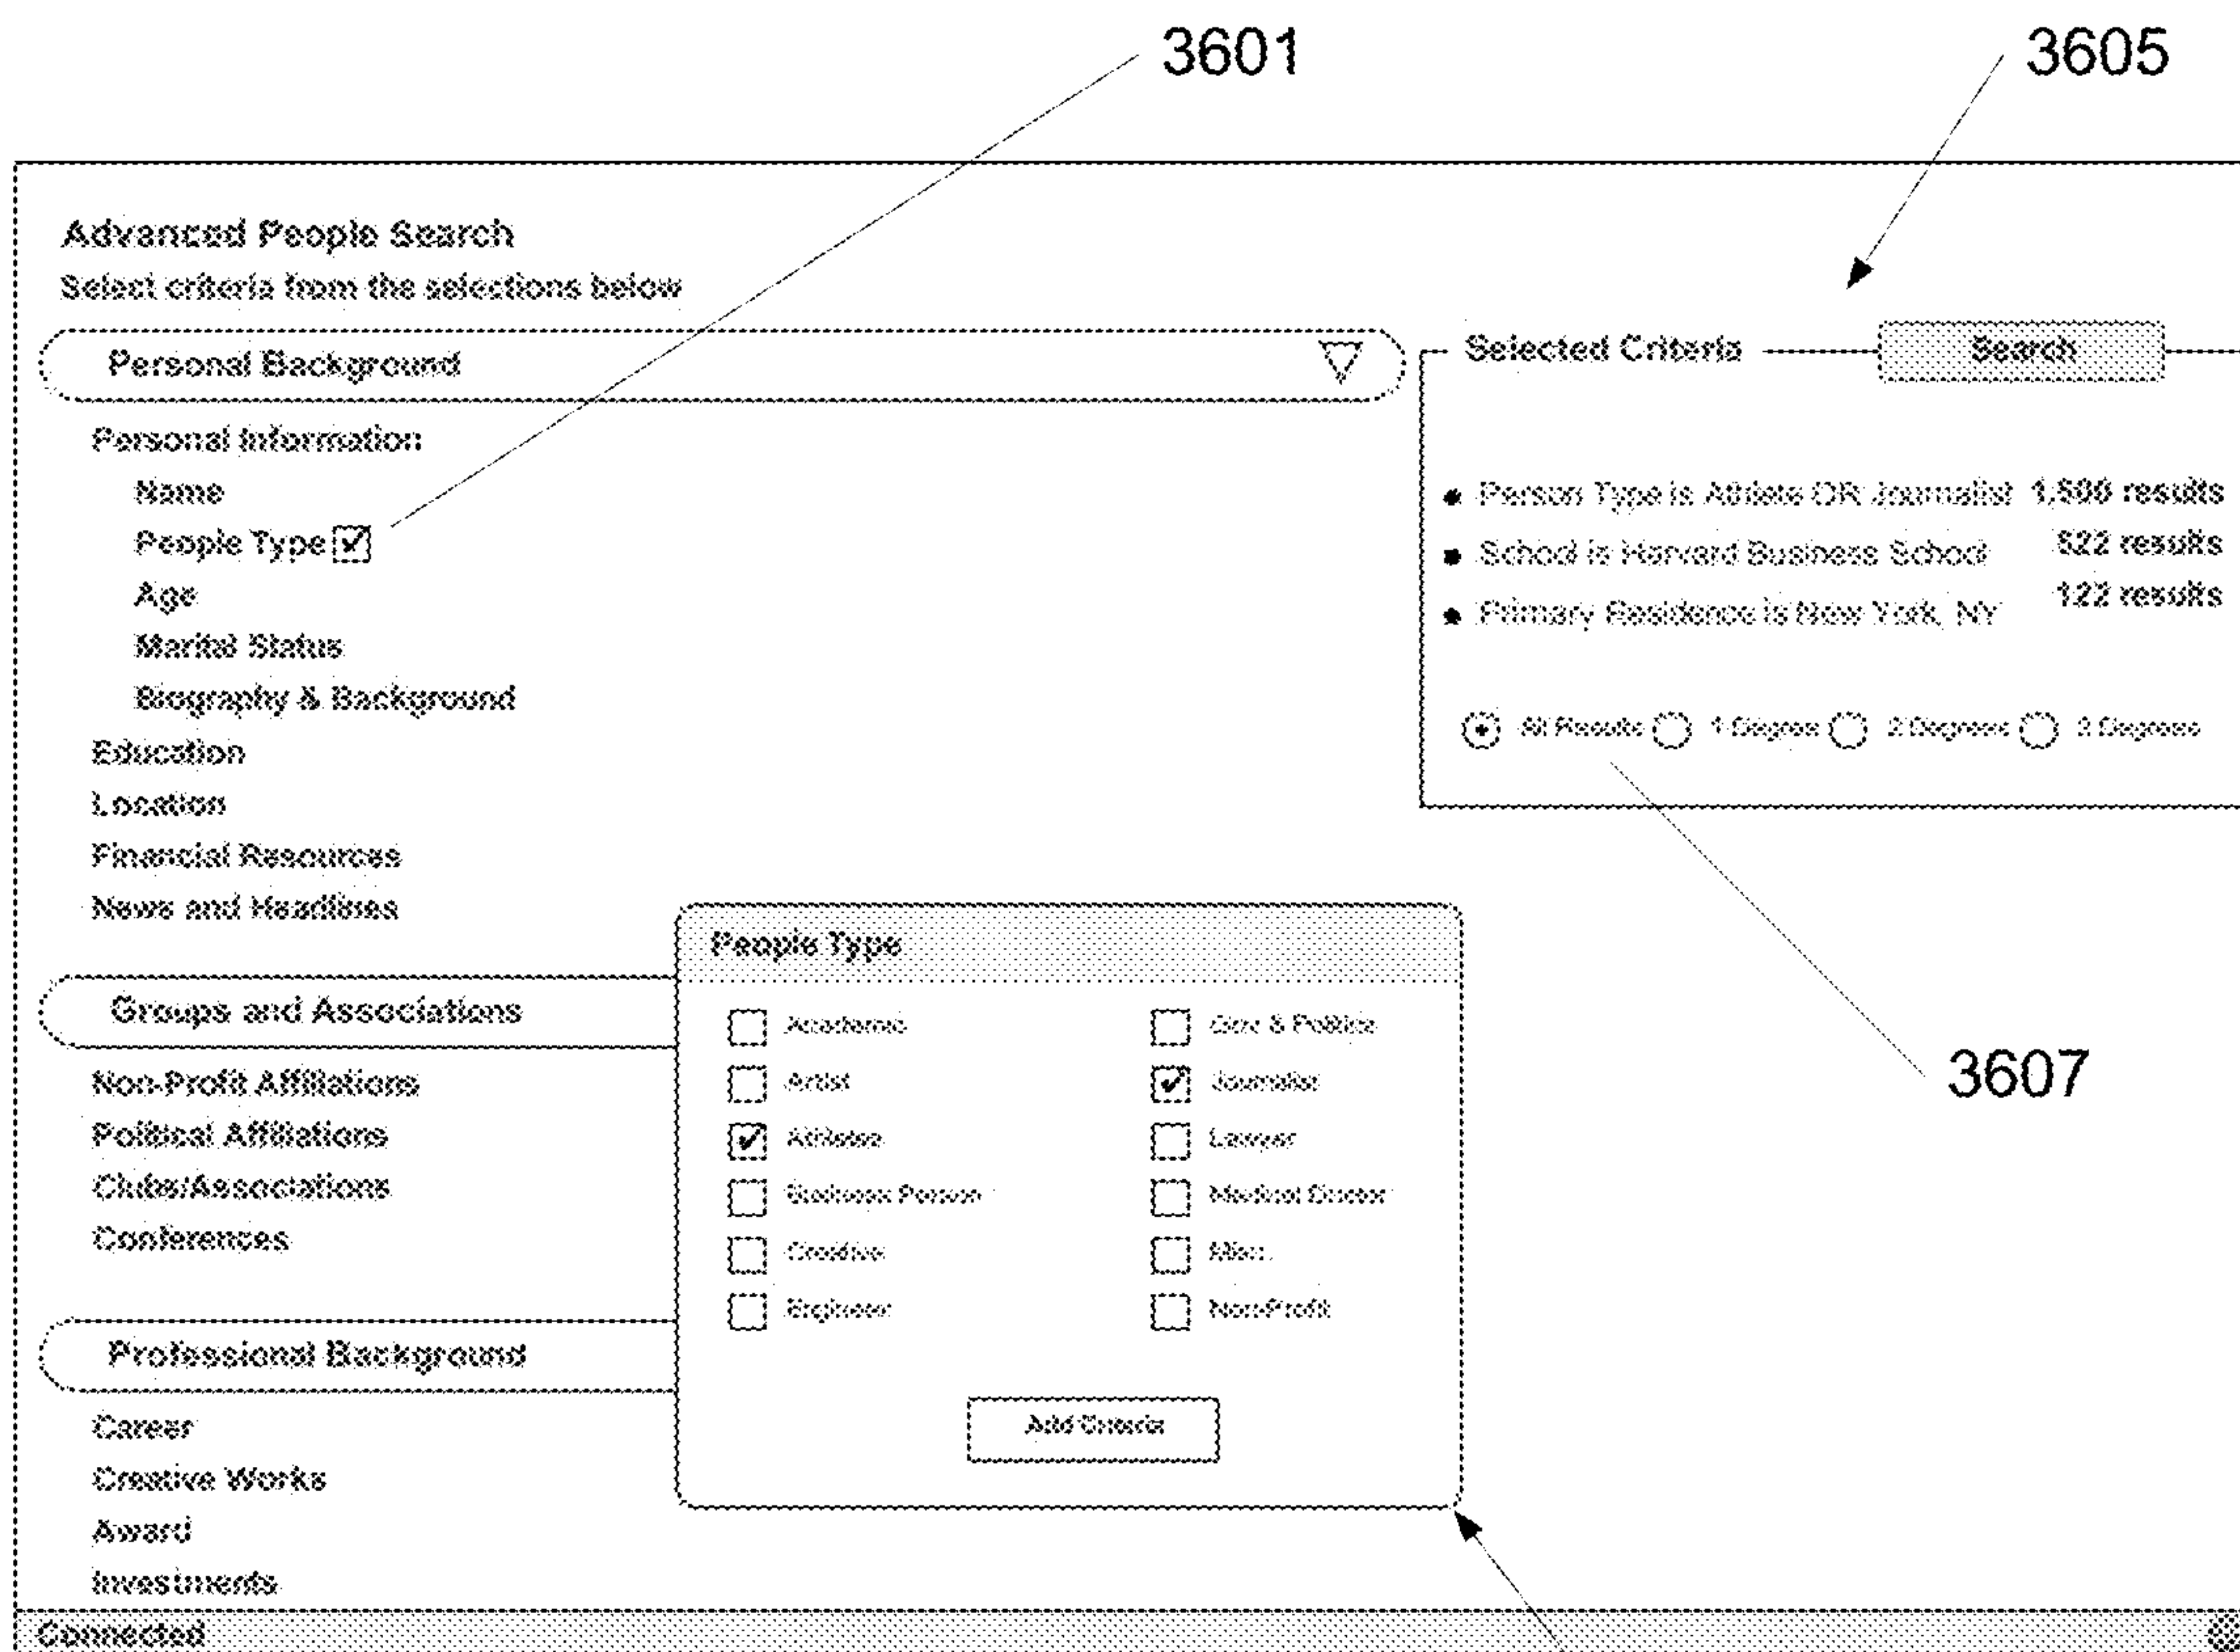 3601
3605
Advanced People Search
Select criteria from the selections below
Personal Background
Personal Information
Name
People Type
Age
Marital Status
Biography & Background
Education
Location
Financial Resources
News and Headlines
Selected Criteria
Search
Person Type is Athlete OR Journalist 1,500 results
School is Harvard Business School 522 results
Primary Residence is New York, NY 122 results
All Results 1 Degree 2 Degrees 3 Degrees
3607
Groups and Associations
Non-Profit Affiliations
Political Affiliations
Clubs/Associations
Conferences
Professional Background
Career
Creative Works
Award
Investments
People Type
Academic
Artist
Athlete
Business Person
Creative
Engineer
Gov & Politics
Journalist
Lawyer
Medical Doctor
Misc.
Non-Profit
Add Criteria
Connected